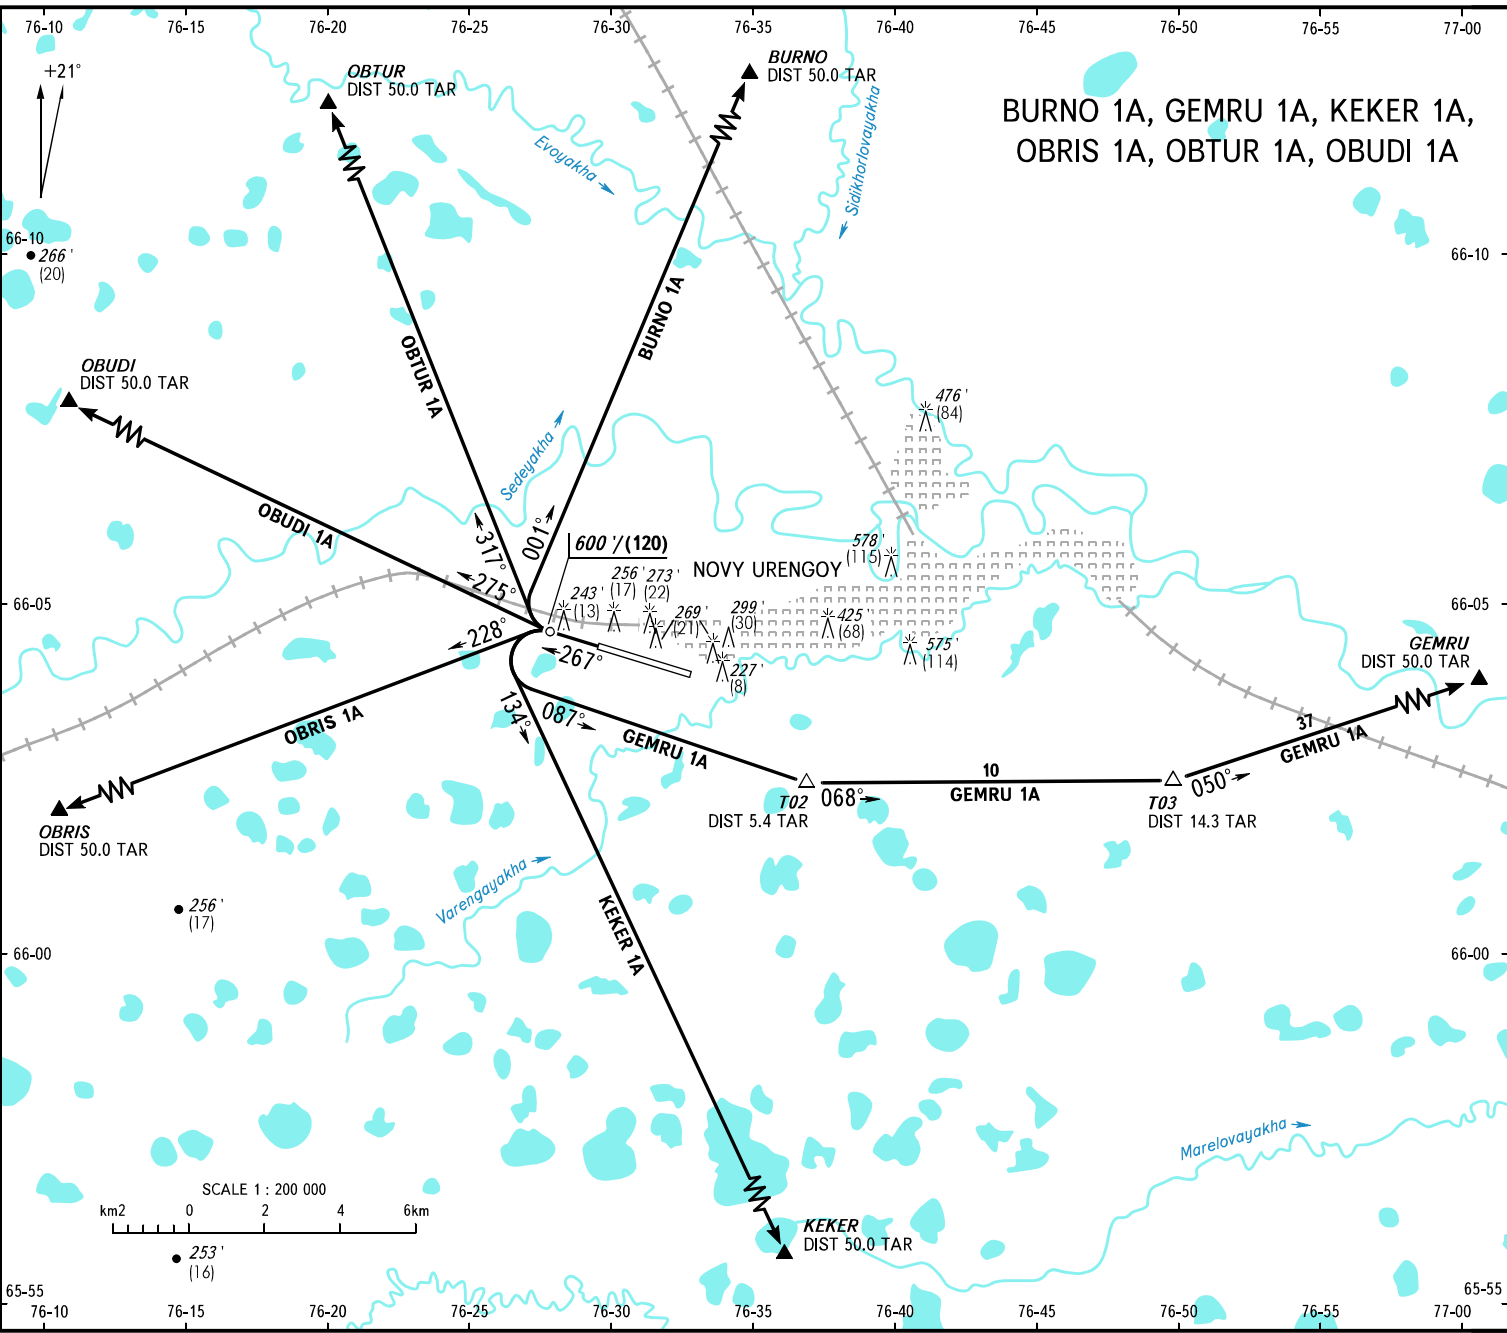 76-10
76-15
76-20
76-25
76-30
76-35
76-40
76-45
76-50
76-55
77-00
+21°
OBTUR
DIST 50.0 TAR
BURNO
DIST 50.0 TAR
BURNO 1A, GEMRU 1A, KEKER 1A,
OBRIS 1A, OBTUR 1A, OBUDI 1A
Evoyakha
Sidikhorlovayakha
66-10
266'
(20)
66-10
BURNO 1A
OBTUR 1A
OBUDI
DIST 50.0 TAR
476'
(84)
Sedeyakha
OBUDI 1A
317°
001°
275°
600'/(120)
578'
(115)
NOVY URENGOY
256'
(17)
273'
(22)
243'
(13)
269'
(21)
299'
(30)
425'
(68)
575'
(114)
227'
(8)
66-05
66-05
228°
267°
GEMRU
DIST 50.0 TAR
134°
087°
OBRIS 1A
GEMRU 1A
37
GEMRU 1A
10
GEMRU 1A
T02
DIST 5.4 TAR
068°
T03
DIST 14.3 TAR
050°
OBRIS
DIST 50.0 TAR
Varengayakha
256'
(17)
KEKER 1A
66-00
66-00
Marelovayakha
SCALE 1 : 200 000
km2
0
2
4
6km
KEKER
DIST 50.0 TAR
253'
(16)
65-55
65-55
76-10
76-15
76-20
76-25
76-30
76-35
76-40
76-45
76-50
76-55
77-00